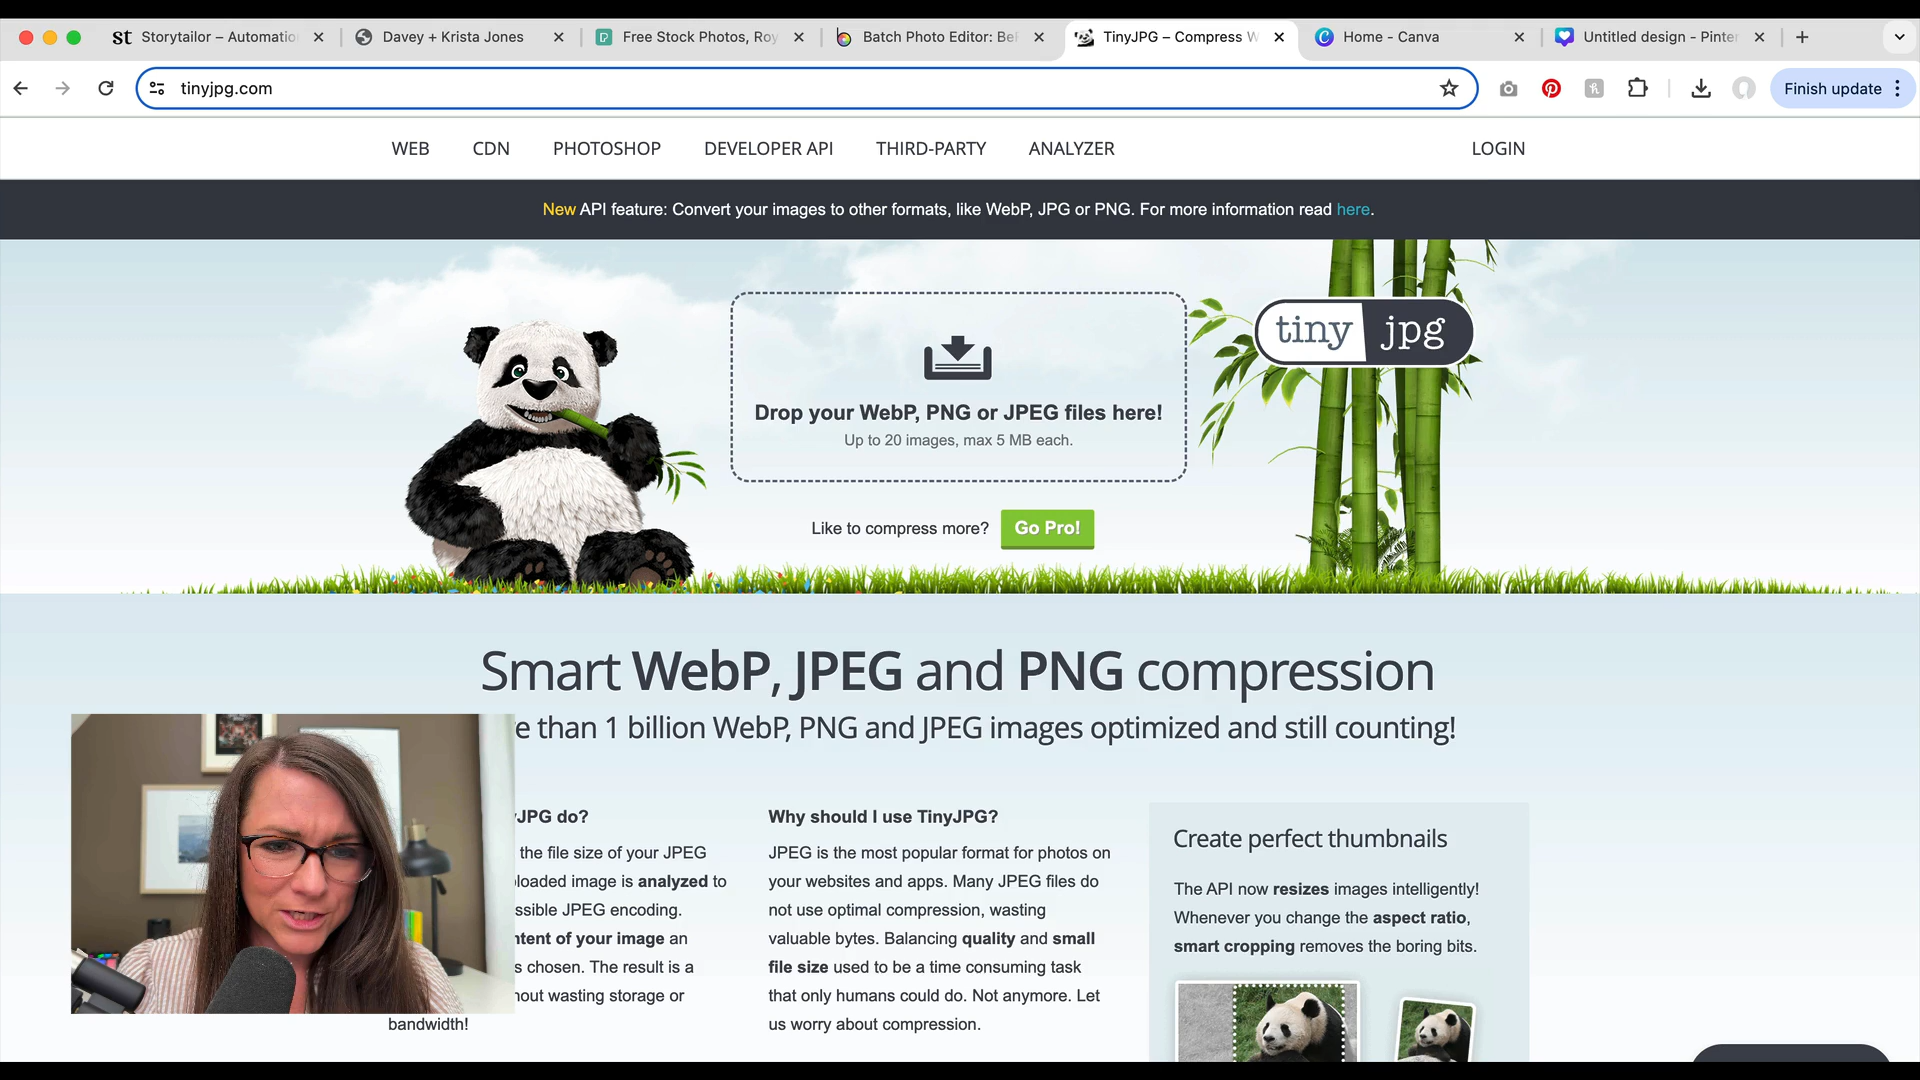 st Storytailor – Automatio
Davey + Krista Jones
Free Stock Photos, Roy
Batch Photo Editor: Be
TinyJPG – Compress W
Home - Canva
Untitled design - Pinter
tinyjpg.com
Finish update
WEB CDN PHOTOSHOP DEVELOPER API THIRD-PARTY ANALYZER LOGIN
New API feature: Convert your images to other formats, like WebP, JPG or PNG. For more information read here.
tiny jpg
Drop your WebP, PNG or JPEG files here!
Up to 20 images, max 5 MB each.
Like to compress more? Go Pro!
Smart WebP, JPEG and PNG compression
e than 1 billion WebP, PNG and JPEG images optimized and still counting!
yJPG do?
the file size of your JPEG
loaded image is analyzed to
ssible JPEG encoding.
ntent of your image an
s chosen. The result is a
out wasting storage or
bandwidth!
Why should I use TinyJPG?
JPEG is the most popular format for photos on
your websites and apps. Many JPEG files do
not use optimal compression, wasting
valuable bytes. Balancing quality and small
file size used to be a time consuming task
that only humans could do. Not anymore. Let
us worry about compression.
Create perfect thumbnails
The API now resizes images intelligently!
Whenever you change the aspect ratio,
smart cropping removes the boring bits.